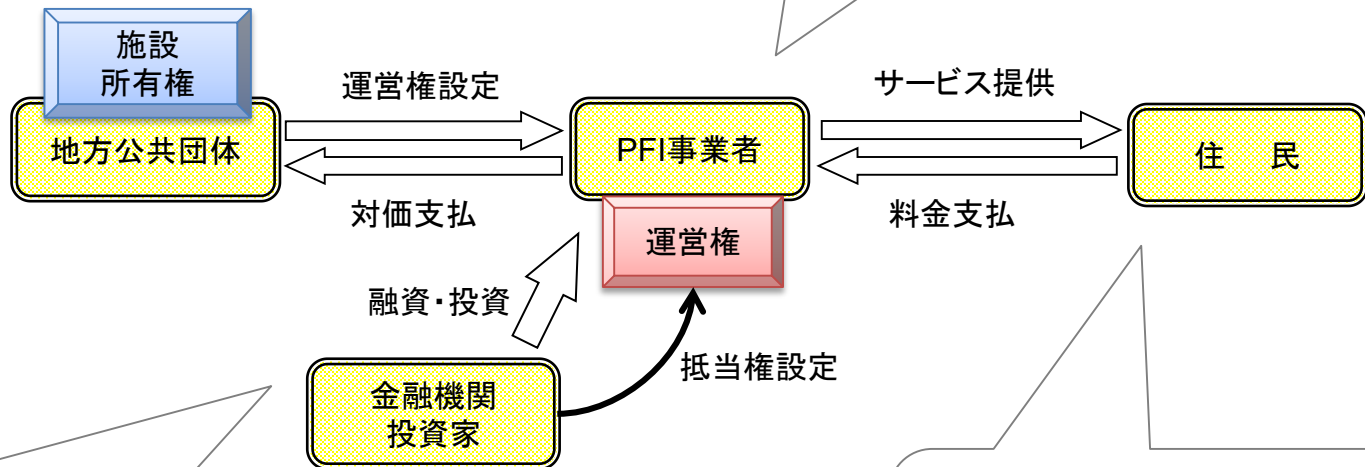 施設
所有権
地方公共団体
運営権設定
対価支払
PFI事業者
運営権
サービス提供
料金支払
住　民
融資・投資
抵当権設定
金融機関
投資家